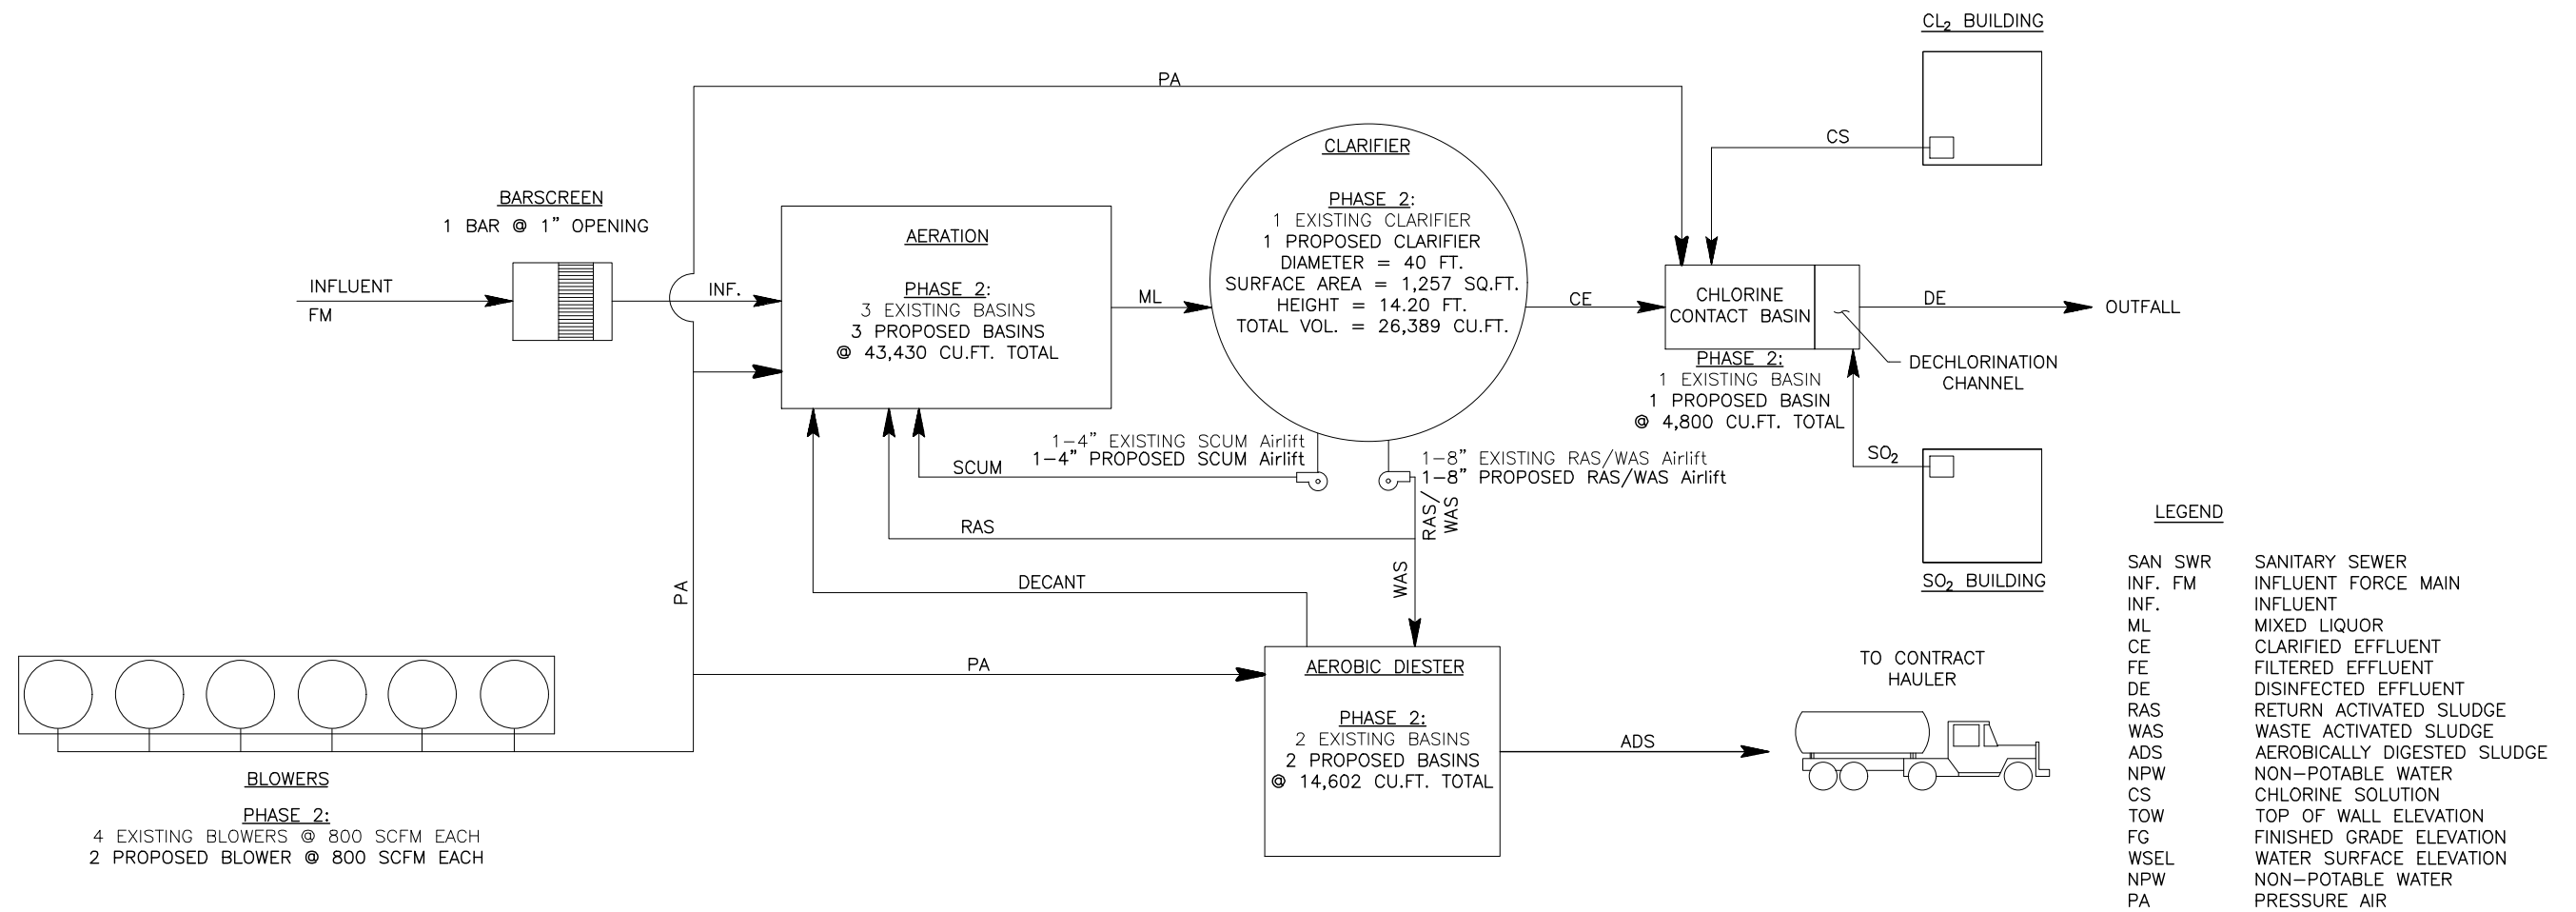 CL₂ BUILDING
PA
CS
BARSCREEN
1 BAR @ 1" OPENING
INFLUENT
FM
INF.
AERATION
PHASE 2:
3 EXISTING BASINS
3 PROPOSED BASINS
@ 43,430 CU.FT. TOTAL
ML
CLARIFIER
PHASE 2:
1 EXISTING CLARIFIER
1 PROPOSED CLARIFIER
DIAMETER = 40 FT.
SURFACE AREA = 1,257 SQ.FT.
HEIGHT = 14.20 FT.
TOTAL VOL. = 26,389 CU.FT.
CE
CHLORINE
CONTACT BASIN
DE
OUTFALL
DECHLORINATION
CHANNEL
PHASE 2:
1 EXISTING BASIN
1 PROPOSED BASIN
@ 4,800 CU.FT. TOTAL
1-4" EXISTING SCUM Airlift
1-4" PROPOSED SCUM Airlift
1-8" EXISTING RAS/WAS Airlift
1-8" PROPOSED RAS/WAS Airlift
SCUM
RAS/
WAS
RAS
DECANT
WAS
SO₂
SO₂ BUILDING
PA
PA
AEROBIC DIESTER
PHASE 2:
2 EXISTING BASINS
2 PROPOSED BASINS
@ 14,602 CU.FT. TOTAL
ADS
TO CONTRACT
HAULER
BLOWERS
PHASE 2:
4 EXISTING BLOWERS @ 800 SCFM EACH
2 PROPOSED BLOWER @ 800 SCFM EACH
LEGEND
SAN SWR SANITARY SEWER
INF. FM INFLUENT FORCE MAIN
INF. INFLUENT
ML MIXED LIQUOR
CE CLARIFIED EFFLUENT
FE FILTERED EFFLUENT
DE DISINFECTED EFFLUENT
RAS RETURN ACTIVATED SLUDGE
WAS WASTE ACTIVATED SLUDGE
ADS AEROBICALLY DIGESTED SLUDGE
NPW NON-POTABLE WATER
CS CHLORINE SOLUTION
TOW TOP OF WALL ELEVATION
FG FINISHED GRADE ELEVATION
WSEL WATER SURFACE ELEVATION
NPW NON-POTABLE WATER
PA PRESSURE AIR